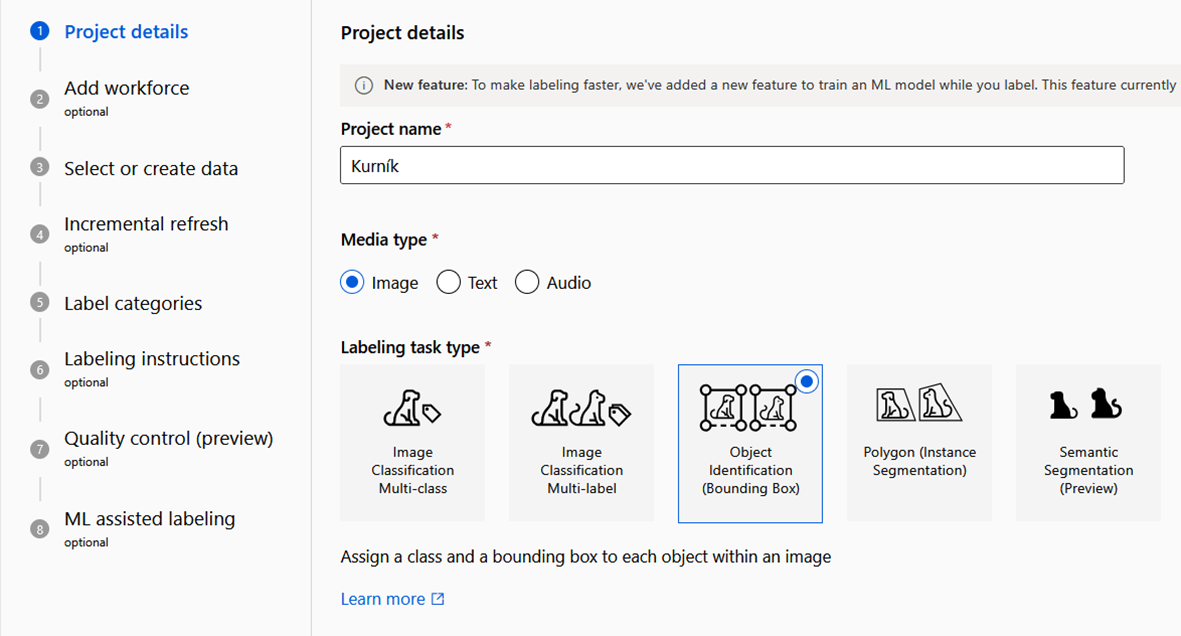 1 Project details
2 Add workforce
optional
3 Select or create data
4 Incremental refresh
optional
5 Label categories
6 Labeling instructions
optional
7 Quality control (preview)
optional
8 ML assisted labeling
optional
Project details
New feature: To make labeling faster, we've added a new feature to train an ML model while you label. This feature currently
Project name *
Kurník
Media type *
Image Text Audio
Labeling task type *
Image
Classification
Multi-class
Image
Classification
Multi-label
Object
Identification
(Bounding Box)
Polygon (Instance
Segmentation)
Semantic
Segmentation
(Preview)
Assign a class and a bounding box to each object within an image
Learn more